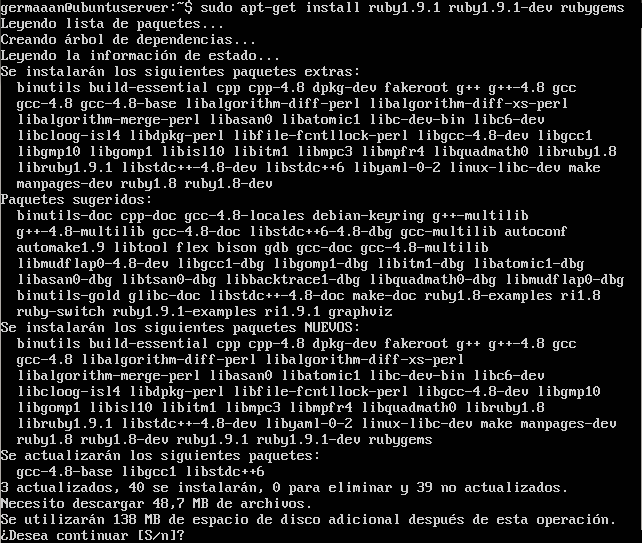 germaaan@ubuntuserver:~$ sudo apt-get install ruby1.9.1 ruby1.9.1-dev rubygems
Leyendo lista de paquetes...
Creando árbol de dependencias...
Leyendo la información de estado...
Se instalarán los siguientes paquetes extras:
binutils build-essential cpp cpp-4.8 dpkg-dev fakeroot g++ g++-4.8 gcc
gcc-4.8 gcc-4.8-base libalgorithm-diff-perl libalgorithm-diff-xs-perl
libalgorithm-merge-perl libasan0 libatomic1 libc-dev-bin libc6-dev
libcloog-isl4 libdpkg-perl libfile-fcntllock-perl libgcc-4.8-dev libgcc1
libgmp10 libgomp1 libisl10 libitm1 libmpc3 libmpfr4 libquadmath0 libruby1.8
libruby1.9.1 libstdc++-4.8-dev libstdc++6 libyaml-0-2 linux-libc-dev make
manpages-dev ruby1.8 ruby1.8-dev
Paquetes sugeridos:
binutils-doc cpp-doc gcc-4.8-locales debian-keyring g++-multilib
g++-4.8-multilib gcc-4.8-doc libstdc++6-4.8-dbg gcc-multilib autoconf
automake1.9 libtool flex bison gdb gcc-doc gcc-4.8-multilib
libmudflap0-4.8-dev libgcc1-dbg libgomp1-dbg libitm1-dbg libatomic1-dbg
libasan0-dbg libtsan0-dbg libbacktrace1-dbg libquadmath0-dbg libmudflap0-dbg
binutils-gold glibc-doc libstdc++-4.8-doc make-doc ruby1.8-examples ri1.8
ruby-switch ruby1.9.1-examples ri1.9.1 graphviz
Se instalarán los siguientes paquetes NUEVOS:
binutils build-essential cpp cpp-4.8 dpkg-dev fakeroot g++ g++-4.8 gcc
gcc-4.8 libalgorithm-diff-perl libalgorithm-diff-xs-perl
libalgorithm-merge-perl libasan0 libatomic1 libc-dev-bin libc6-dev
libcloog-isl4 libdpkg-perl libfile-fcntllock-perl libgcc-4.8-dev libgmp10
libgomp1 libisl10 libitm1 libmpc3 libmpfr4 libquadmath0 libruby1.8
libruby1.9.1 libstdc++-4.8-dev libyaml-0-2 linux-libc-dev make manpages-dev
ruby1.8 ruby1.8-dev ruby1.9.1 ruby1.9.1-dev rubygems
Se actualizarán los siguientes paquetes:
gcc-4.8-base libgcc1 libstdc++6
3 actualizados, 40 se instalarán, 0 para eliminar y 39 no actualizados.
Necesito descargar 48,7 MB de archivos.
Se utilizarán 138 MB de espacio de disco adicional después de esta operación.
¿Desea continuar [S/n]?